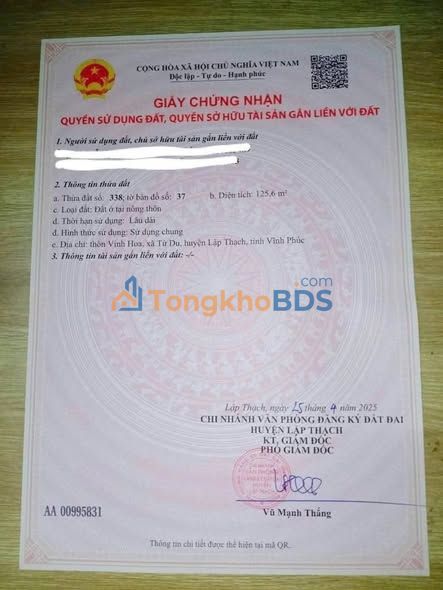 CỘNG HÒA XÃ HỘI CHỦ NGHĨA VIỆT NAM
Độc lập - Tự do - Hạnh phúc
GIẤY CHỨNG NHẬN
QUYỀN SỬ DỤNG ĐẤT, QUYỀN SỞ HỮU TÀI SẢN GẮN LIỀN VỚI ĐẤT
1. Người sử dụng đất, chủ sở hữu tài sản gắn liền với đất
2. Thông tin thửa đất
a. Thửa đất số: 338; tờ bản đồ số: 37 b. Diện tích: 125.6 m²
c. Loại đất: Đất ở tại nông thôn
d. Thời hạn sử dụng: Lâu dài
đ. Hình thức sử dụng: Sử dụng chung
e. Địa chỉ: thôn Vinh Hoa, xã Tử Du, huyện Lập Thạch, tỉnh Vĩnh Phúc
3. Thông tin tài sản gắn liền với đất: -/-
TongkhoBDS.com
Lập Thạch, ngày 25 tháng 4 năm 2025
CHI NHÁNH VĂN PHÒNG ĐĂNG KÝ ĐẤT ĐAI
HUYỆN LẬP THẠCH
KT. GIÁM ĐỐC
PHÓ GIÁM ĐỐC
Vũ Mạnh Thắng
AA 00995831
Thông tin chi tiết được thể hiện tại mã QR.